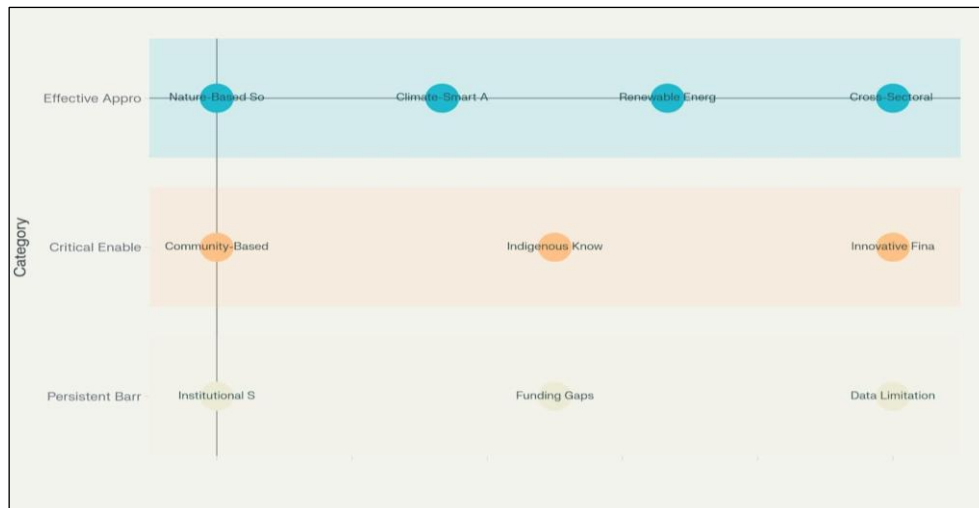 Effective Appro
Nature-Based So
Climate-Smart A
Renewable Energ
Cross-Sectoral
Category
Critical Enable
Community-Based
Indigenous Know
Innovative Fina
Persistent Barr
Institutional S
Funding Gaps
Data Limitation